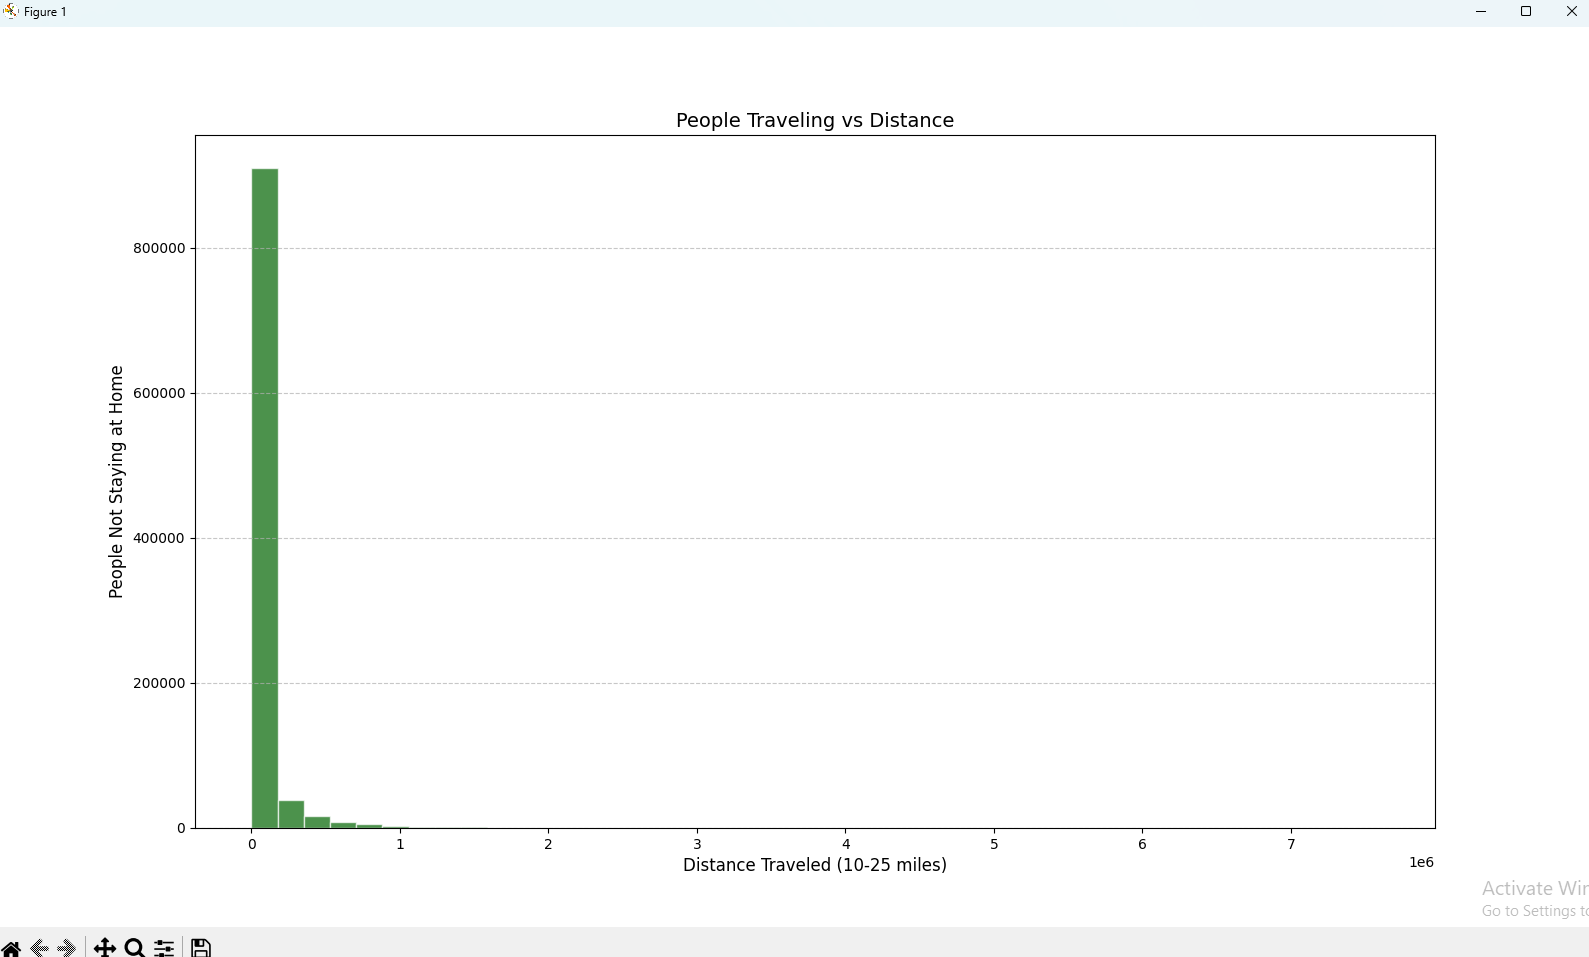 Figure 1
People Traveling vs Distance
People Not Staying at Home
800000
600000
400000
200000
0
0 1 2 3 4 5 6 7
1e6
Distance Traveled (10-25 miles)
Activate Wir
Go to Settings to